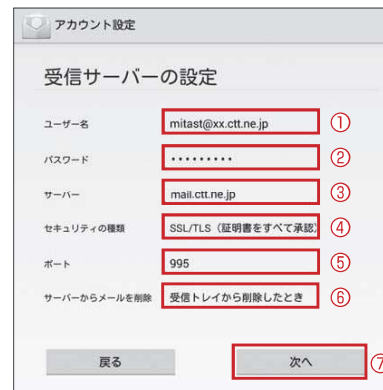 アカウント設定
受信サーバーの設定
ユーザー名 mitast@xx.ctt.ne.jp ①
パスワード ・・・・・・・・・ ②
サーバー mail.ctt.ne.jp ③
セキュリティの種類 SSL/TLS（証明書をすべて承認） ④
ポート 995 ⑤
サーバーからメールを削除 受信トレイから削除したとき ⑥
戻る 次へ ⑦